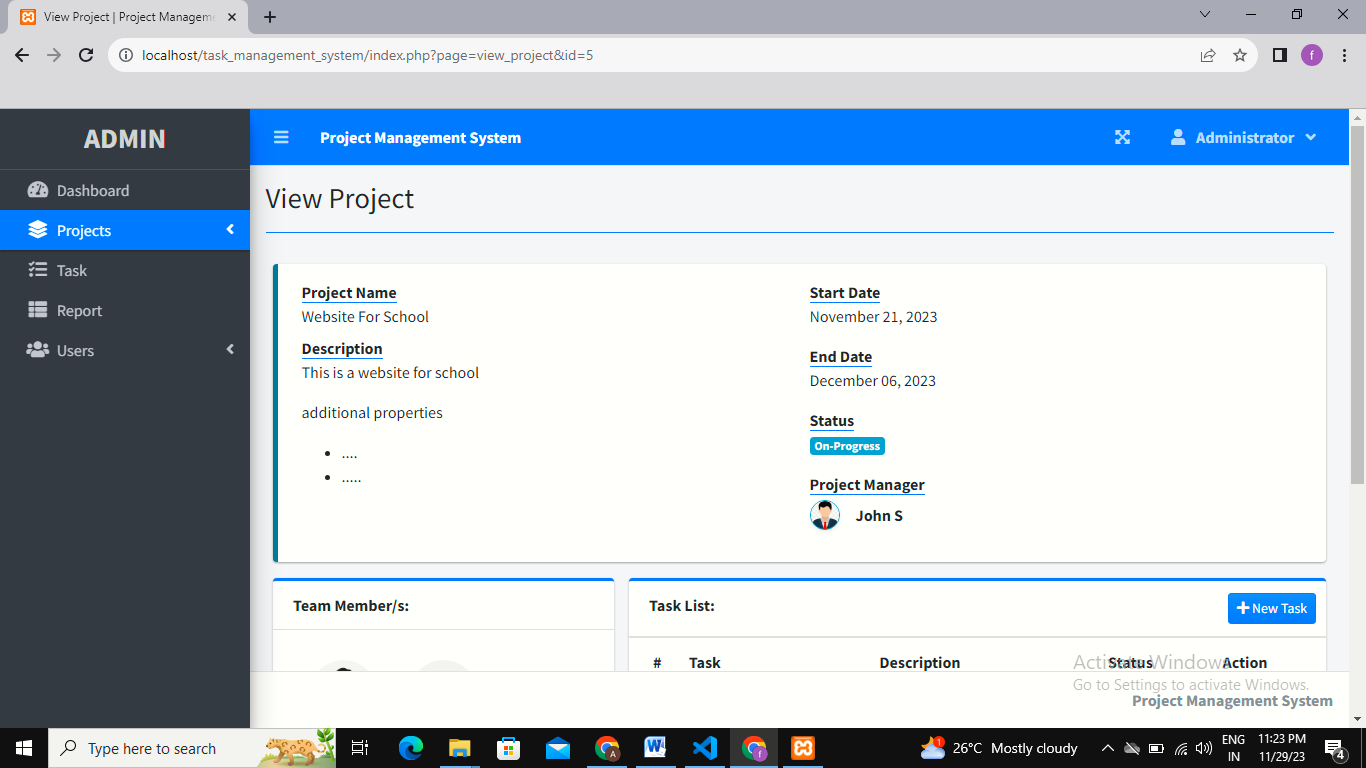 View Project | Project Managem
localhost/task_management_system/index.php?page=view_project&id=5
f
ADMIN
Project Management System
Administrator
Dashboard
Projects
Task
Report
Users
View Project
Project Name
Website For School
Description
This is a website for school
additional properties
....
.....
Start Date
November 21, 2023
End Date
December 06, 2023
Status
On-Progress
Project Manager
John S
Team Member/s:
Task List:
New Task
# Task Description Status Action
Activate Windows
Go to Settings to activate Windows.
Project Management System
Type here to search
A
W
f
1
26°C Mostly cloudy
ENG
IN
11:23 PM
11/29/23
4